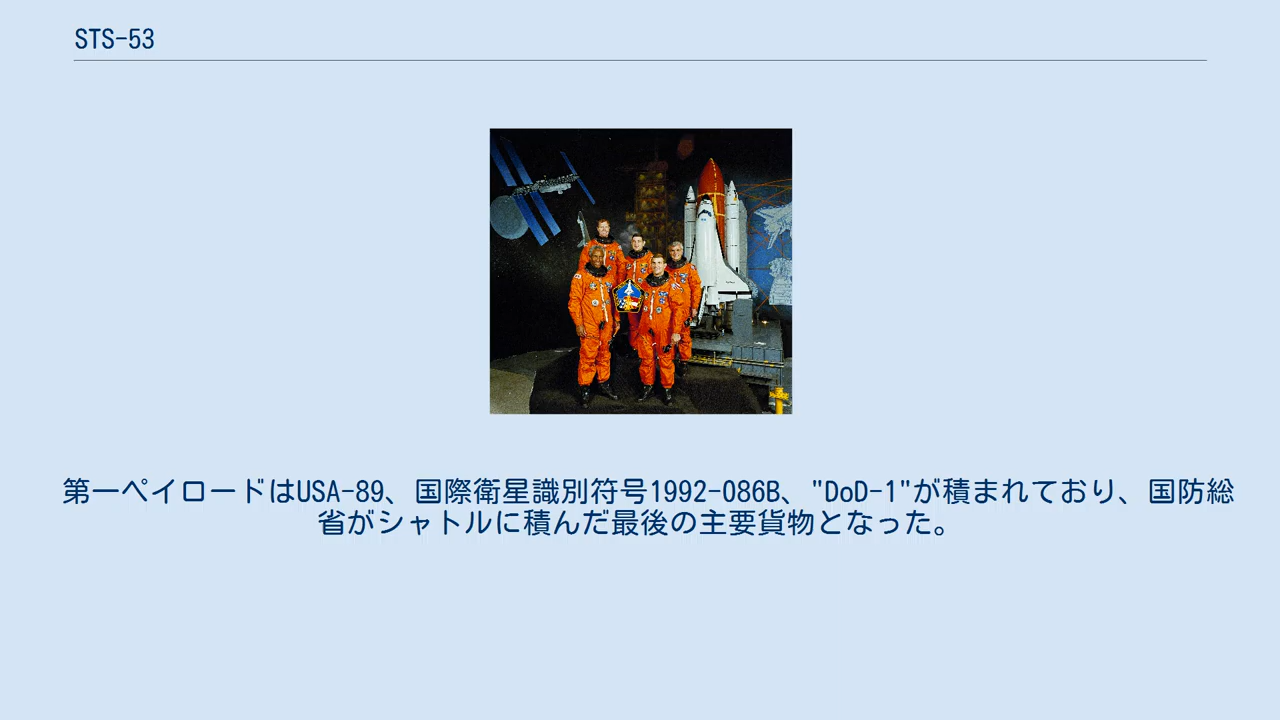 STS-53
第一ペイロードはUSA-89、国際衛星識別符号1992-086B、"DoD-1"が積まれており、国防総
省がシャトルに積んだ最後の主要貨物となった。